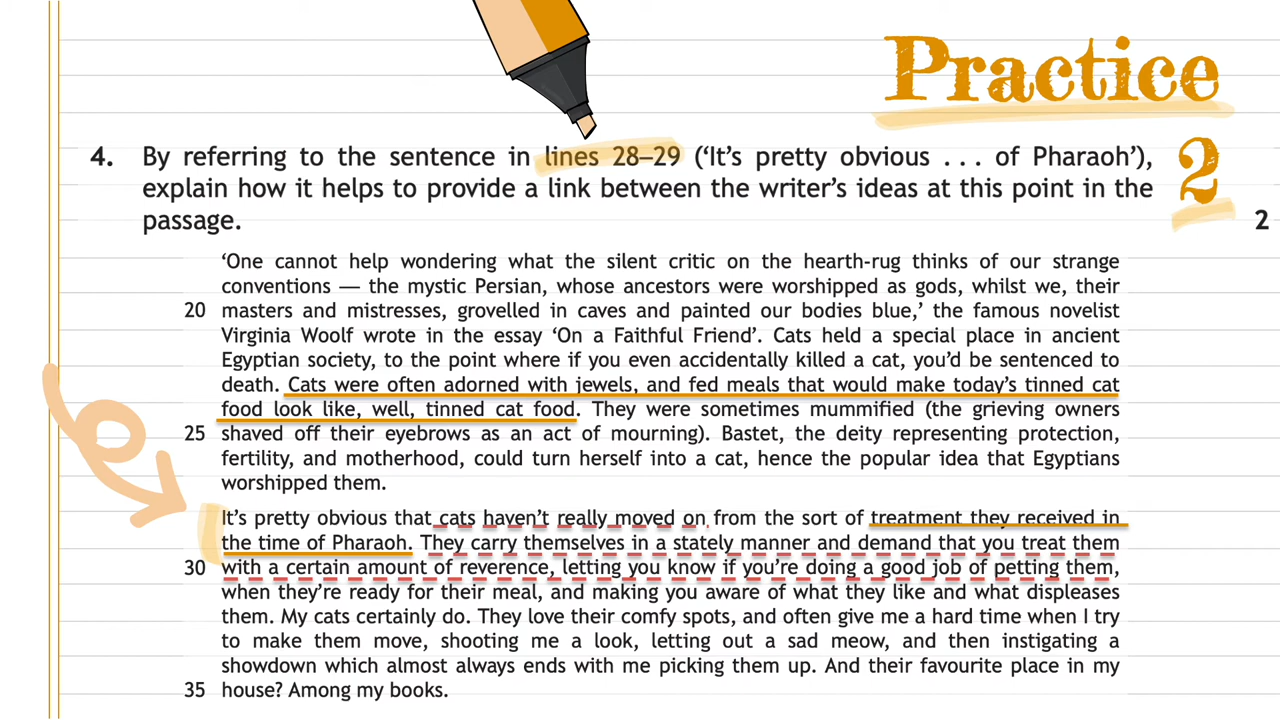 Practice
2
4. By referring to the sentence in lines 28–29 (‘It’s pretty obvious . . . of Pharaoh’),
explain how it helps to provide a link between the writer’s ideas at this point in the
passage.
2
‘One cannot help wondering what the silent critic on the hearth-rug thinks of our strange
conventions — the mystic Persian, whose ancestors were worshipped as gods, whilst we, their
20 masters and mistresses, grovelled in caves and painted our bodies blue,’ the famous novelist
Virginia Woolf wrote in the essay ‘On a Faithful Friend’. Cats held a special place in ancient
Egyptian society, to the point where if you even accidentally killed a cat, you’d be sentenced to
death. Cats were often adorned with jewels, and fed meals that would make today’s tinned cat
food look like, well, tinned cat food. They were sometimes mummified (the grieving owners
25 shaved off their eyebrows as an act of mourning). Bastet, the deity representing protection,
fertility, and motherhood, could turn herself into a cat, hence the popular idea that Egyptians
worshipped them.
It’s pretty obvious that cats haven’t really moved on from the sort of treatment they received in
the time of Pharaoh. They carry themselves in a stately manner and demand that you treat them
30 with a certain amount of reverence, letting you know if you’re doing a good job of petting them,
when they’re ready for their meal, and making you aware of what they like and what displeases
them. My cats certainly do. They love their comfy spots, and often give me a hard time when I try
to make them move, shooting me a look, letting out a sad meow, and then instigating a
showdown which almost always ends with me picking them up. And their favourite place in my
35 house? Among my books.